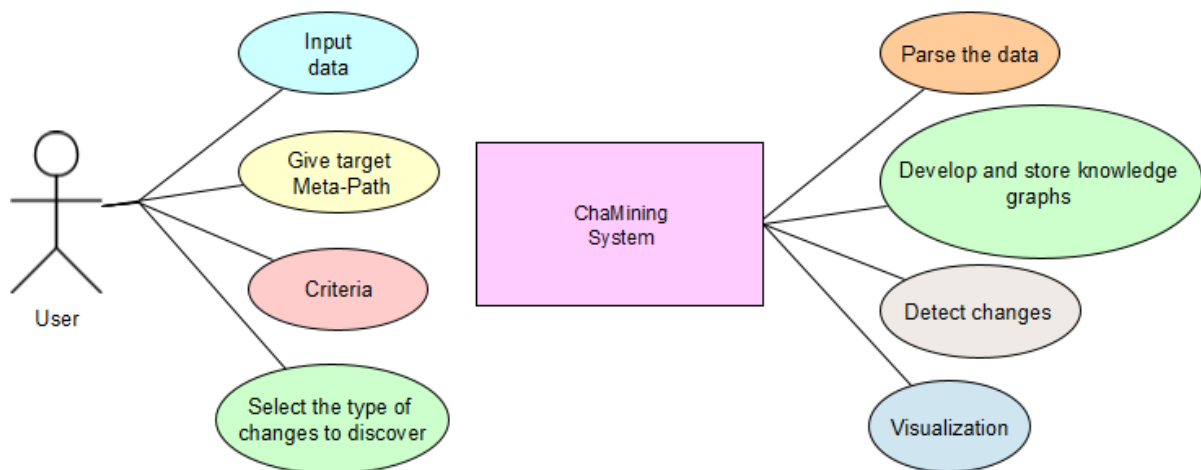 Input
data
Give target
Meta-Path
Criteria
Select the type of
changes to discover
User
ChaMining
System
Parse the data
Develop and store knowledge
graphs
Detect changes
Visualization